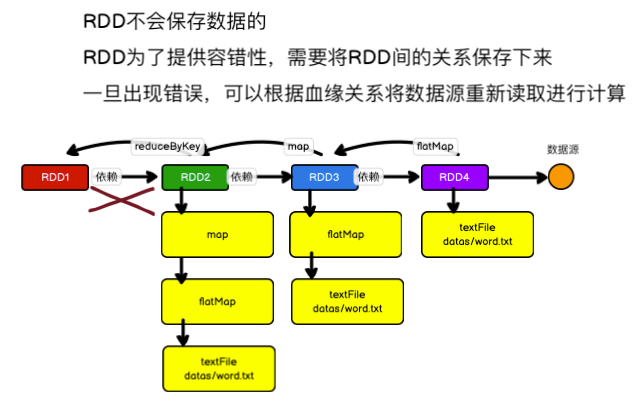 RDD不会保存数据的
RDD为了提供容错性，需要将RDD间的关系保存下来
一旦出现错误，可以根据血缘关系将数据源重新读取进行计算
reduceByKey
map
flatMap
数据源
RDD1
依赖
RDD2
依赖
RDD3
依赖
RDD4
map
flatMap
textFile
datas/word.txt
flatMap
textFile
datas/word.txt
textFile
datas/word.txt